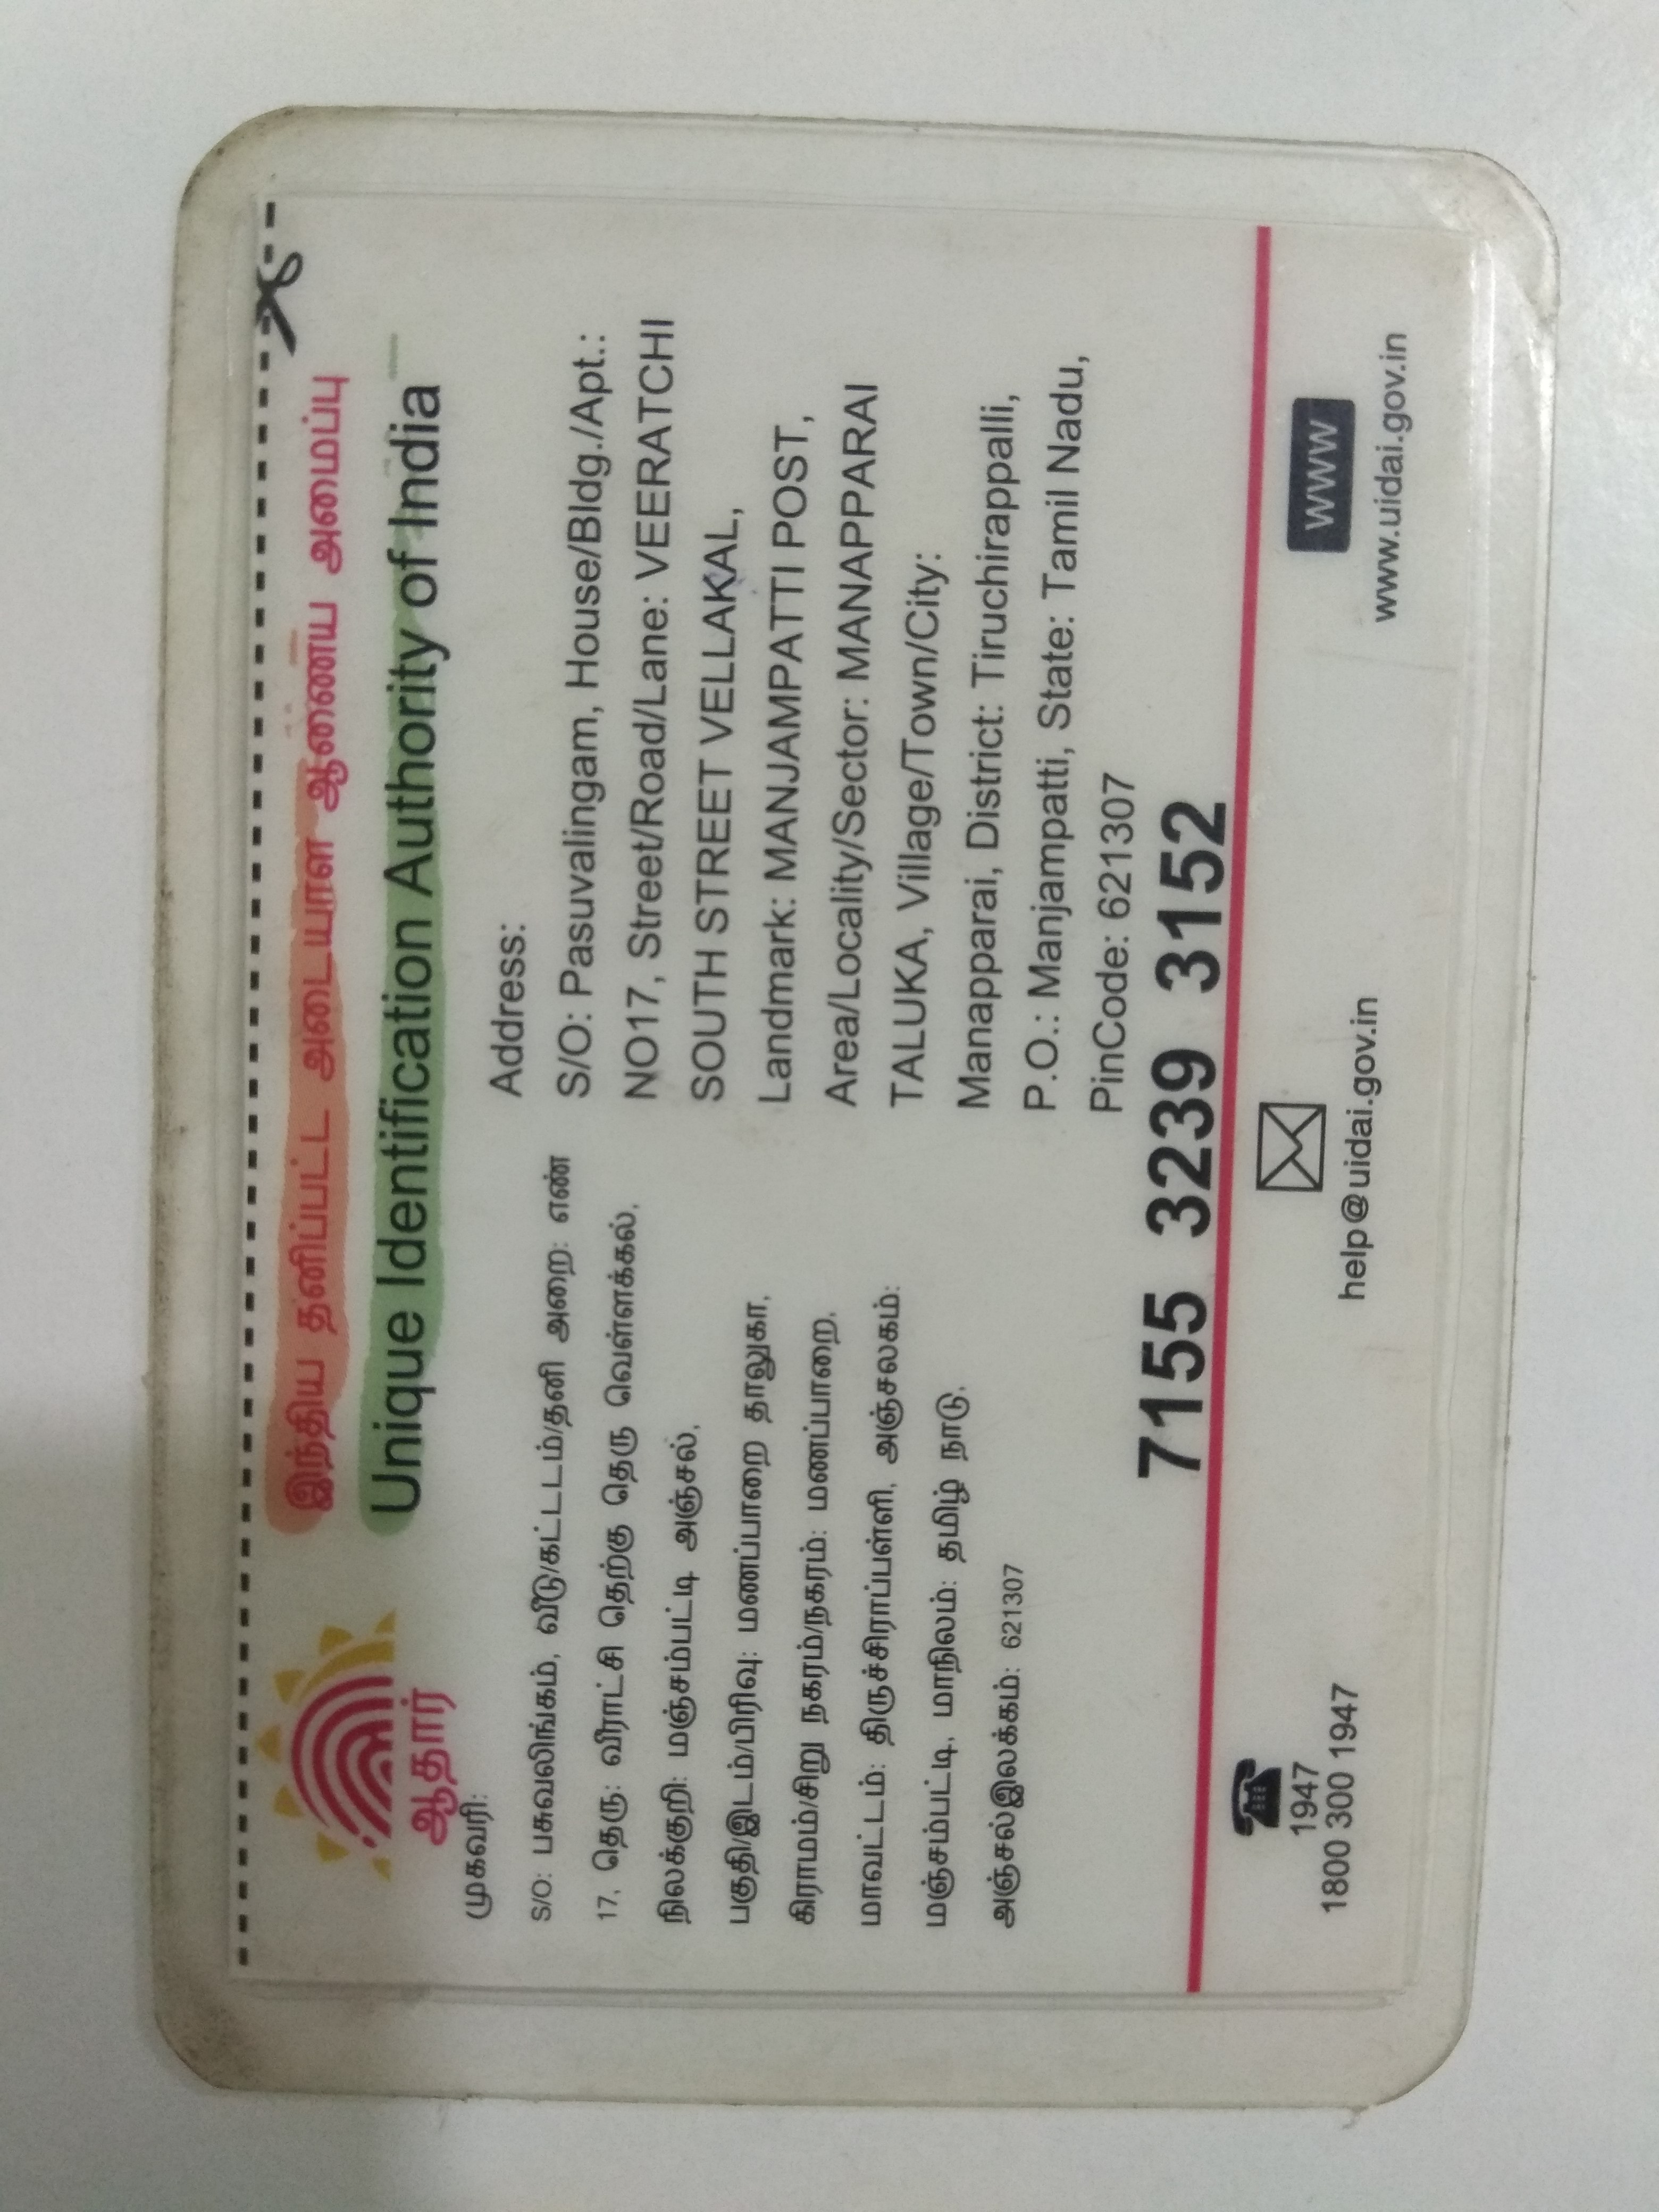 இந்திய தனிப்பட்ட அடையாள ஆணைய அமைப்பு
Unique Identification Authority of India
ஆதார்
முகவரி:
S/O: பசுவலிங்கம், வீடு/கட்டடம்/தனி அறை: எண்
17, தெரு: வீராட்சி தெற்கு தெரு வெள்ளக்கல்,
நிலக்குறி: மஞ்சம்பட்டி அஞ்சல்,
பகுதி/இடம்/பிரிவு: மணப்பாறை தாலுகா,
கிராமம்/சிறு நகரம்/நகரம்: மணப்பாறை,
மாவட்டம்: திருச்சிராப்பள்ளி, அஞ்சலகம்:
மஞ்சம்பட்டி, மாநிலம்: தமிழ் நாடு,
அஞ்சல்இலக்கம்: 621307
Address:
S/O: Pasuvalingam, House/Bldg./Apt.:
NO17, Street/Road/Lane: VEERATCHI
SOUTH STREET VELLAKAL,
Landmark: MANJAMPATTI POST,
Area/Locality/Sector: MANAPPARAI
TALUKA, Village/Town/City:
Manapparai, District: Tiruchirappalli,
P.O.: Manjampatti, State: Tamil Nadu,
PinCode: 621307
7155 3239 3152
1947
1800 300 1947
help@uidai.gov.in
WWW
www.uidai.gov.in